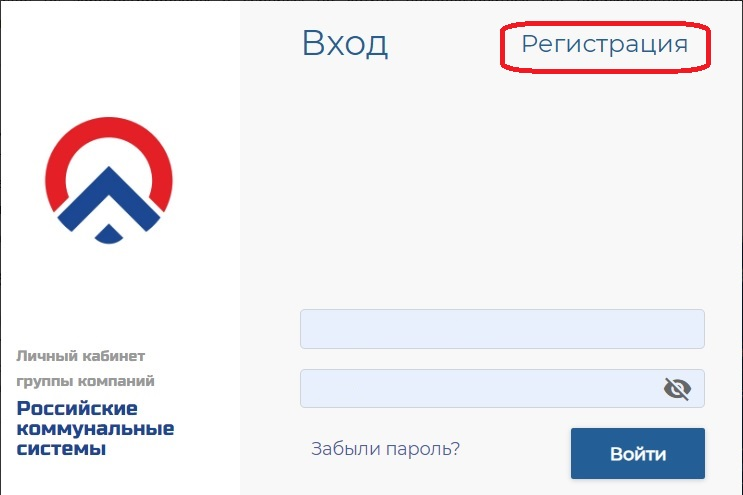 Вход
Регистрация
Личный кабинет
группы компаний
Российские
коммунальные
системы
Забыли пароль?
Войти